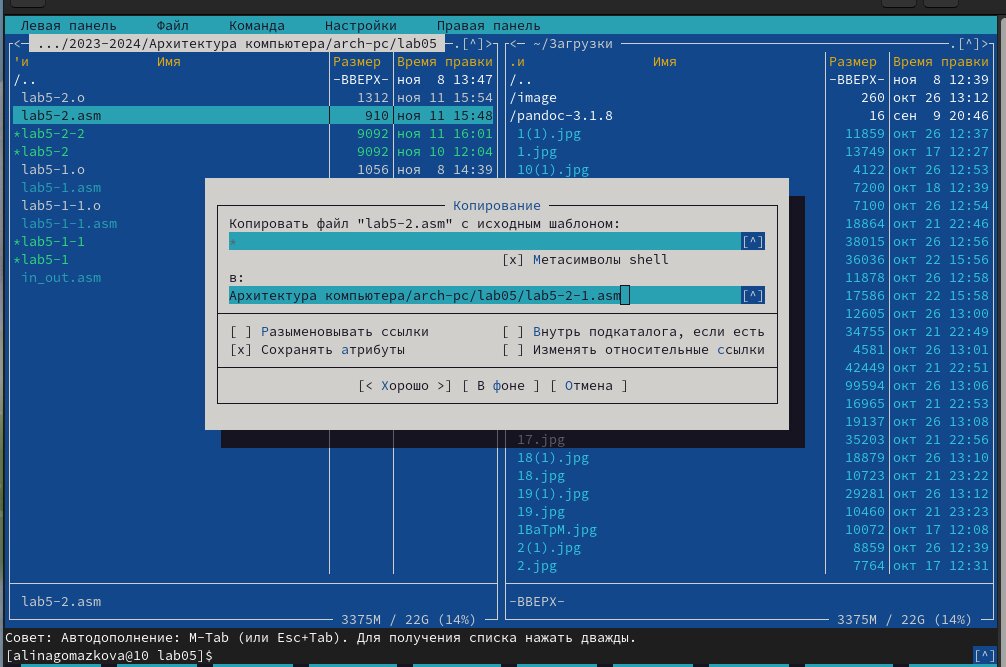 Левая панель Файл Команда Настройки Правая панель
<─ .../2023-2024/Архитектура компьютера/arch-pc/lab05 ─.[^]>
'и Имя Размер Время правки
/.. -ВВЕРХ- ноя 8 13:47
lab5-2.o 1312 ноя 11 15:54
lab5-2.asm 910 ноя 11 15:48
*lab5-2-2 9092 ноя 11 16:01
*lab5-2 9092 ноя 10 12:04
lab5-1.o 1056 ноя 8 14:39
lab5-1.asm
lab5-1-1.o
lab5-1-1.asm
*lab5-1-1
*lab5-1
in_out.asm
lab5-2.asm
3375M / 22G (14%)
<─ ~/Загрузки ─.[^]>
.и Имя Размер Время правки
/.. -ВВЕРХ- ноя 8 12:39
/image 260 окт 26 13:12
/pandoc-3.1.8 16 сен 9 20:46
1(1).jpg 11859 окт 26 12:37
1.jpg 13749 окт 17 12:27
10(1).jpg 4122 окт 26 12:53
7200 окт 18 12:39
7100 окт 26 12:54
18864 окт 21 22:46
38015 окт 26 12:56
36036 окт 22 15:56
11878 окт 26 12:58
17586 окт 22 15:58
12605 окт 26 13:00
34755 окт 21 22:49
4581 окт 26 13:01
42449 окт 21 22:51
99594 окт 26 13:06
16965 окт 21 22:53
19137 окт 26 13:08
17.jpg 35203 окт 21 22:56
18(1).jpg 18879 окт 26 13:10
18.jpg 10723 окт 21 23:22
19(1).jpg 29281 окт 26 13:12
19.jpg 10460 окт 21 23:23
1ВаТрМ.jpg 10072 окт 17 12:08
2(1).jpg 8859 окт 26 12:39
2.jpg 7764 окт 17 12:31
-ВВЕРХ-
3375M / 22G (14%)
Копирование
Копировать файл "lab5-2.asm" с исходным шаблоном:
* [^]
[x] Метасимволы shell
в:
Архитектура компьютера/arch-pc/lab05/lab5-2-1.asm [^]
[ ] Разыменовывать ссылки [ ] Внутрь подкаталога, если есть
[x] Сохранять атрибуты [ ] Изменять относительные ссылки
[< Хорошо >] [ В фоне ] [ Отмена ]
Совет: Автодополнение: M-Tab (или Esc+Tab). Для получения списка нажать дважды.
[alinagomazkova@10 lab05]$ [^]